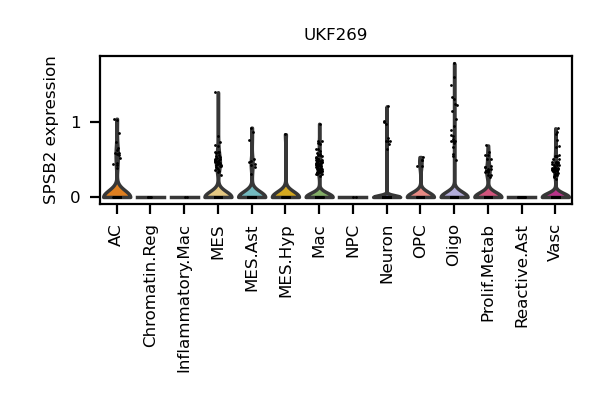 UKF269
SPSB2 expression
1
0
AC
Chromatin.Reg
Inflammatory.Mac
MES
MES.Ast
MES.Hyp
Mac
NPC
Neuron
OPC
Oligo
Prolif.Metab
Reactive.Ast
Vasc